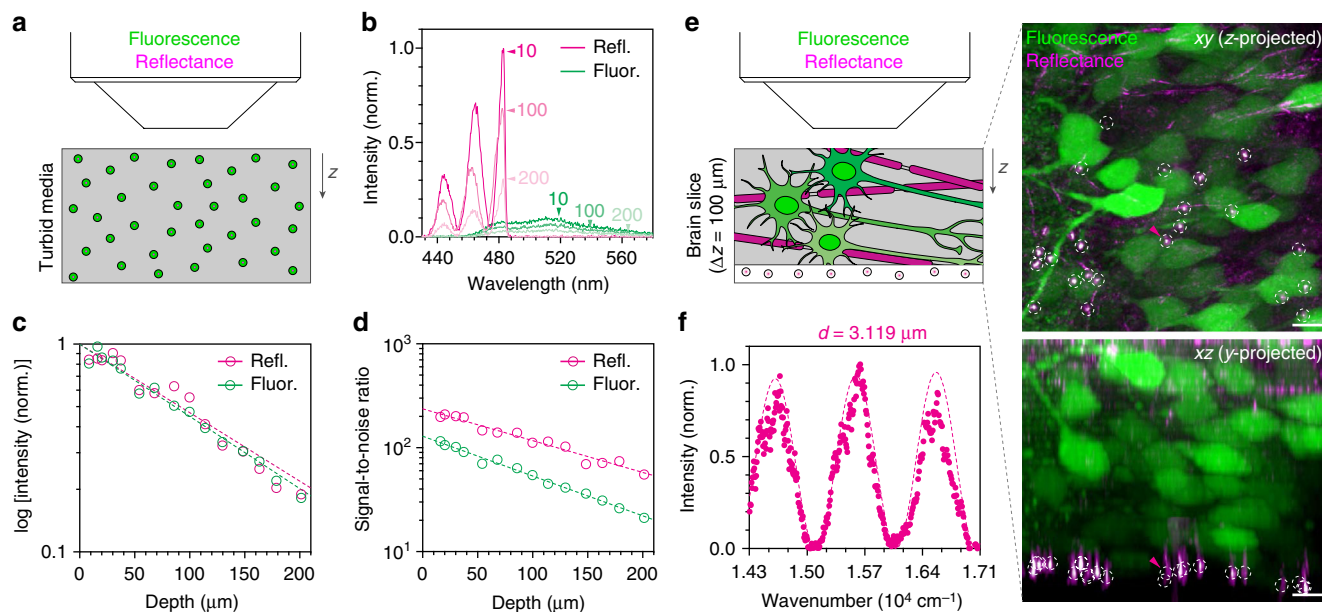 a
Fluorescence
Reflectance
Turbid media
z
b
Intensity (norm.)
1.0
0.5
0.0
10
100
200
10
100
200
Refl.
Fluor.
440
480
520
560
Wavelength (nm)
c
log [intensity (norm.)]
1
0.1
Refl.
Fluor.
0
50
100
150
200
Depth (μm)
d
Signal-to-noise ratio
10³
10²
10¹
Refl.
Fluor.
0
50
100
150
200
Depth (μm)
e
Fluorescence
Reflectance
Brain slice
(Δz = 100 μm)
z
Fluorescence
Reflectance
xy (z-projected)
xz (y-projected)
f
d = 3.119 μm
Intensity (norm.)
1.0
0.5
0.0
1.43
1.50
1.57
1.64
1.71
Wavenumber (10⁴ cm⁻¹)